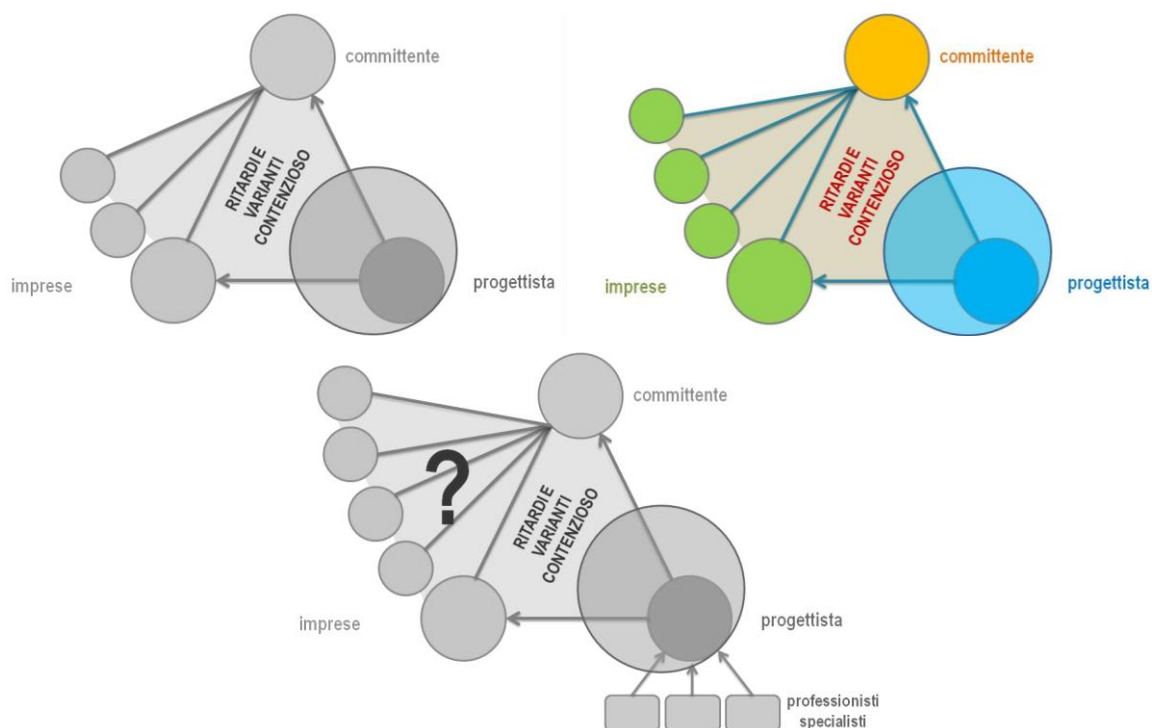 committente
RITARDI E
VARIANTI
CONTENZIOSO
imprese
progettista
committente
RITARDI E
VARIANTI
CONTENZIOSO
imprese
progettista
committente
?
RITARDI E
VARIANTI
CONTENZIOSO
imprese
progettista
professionisti
specialisti